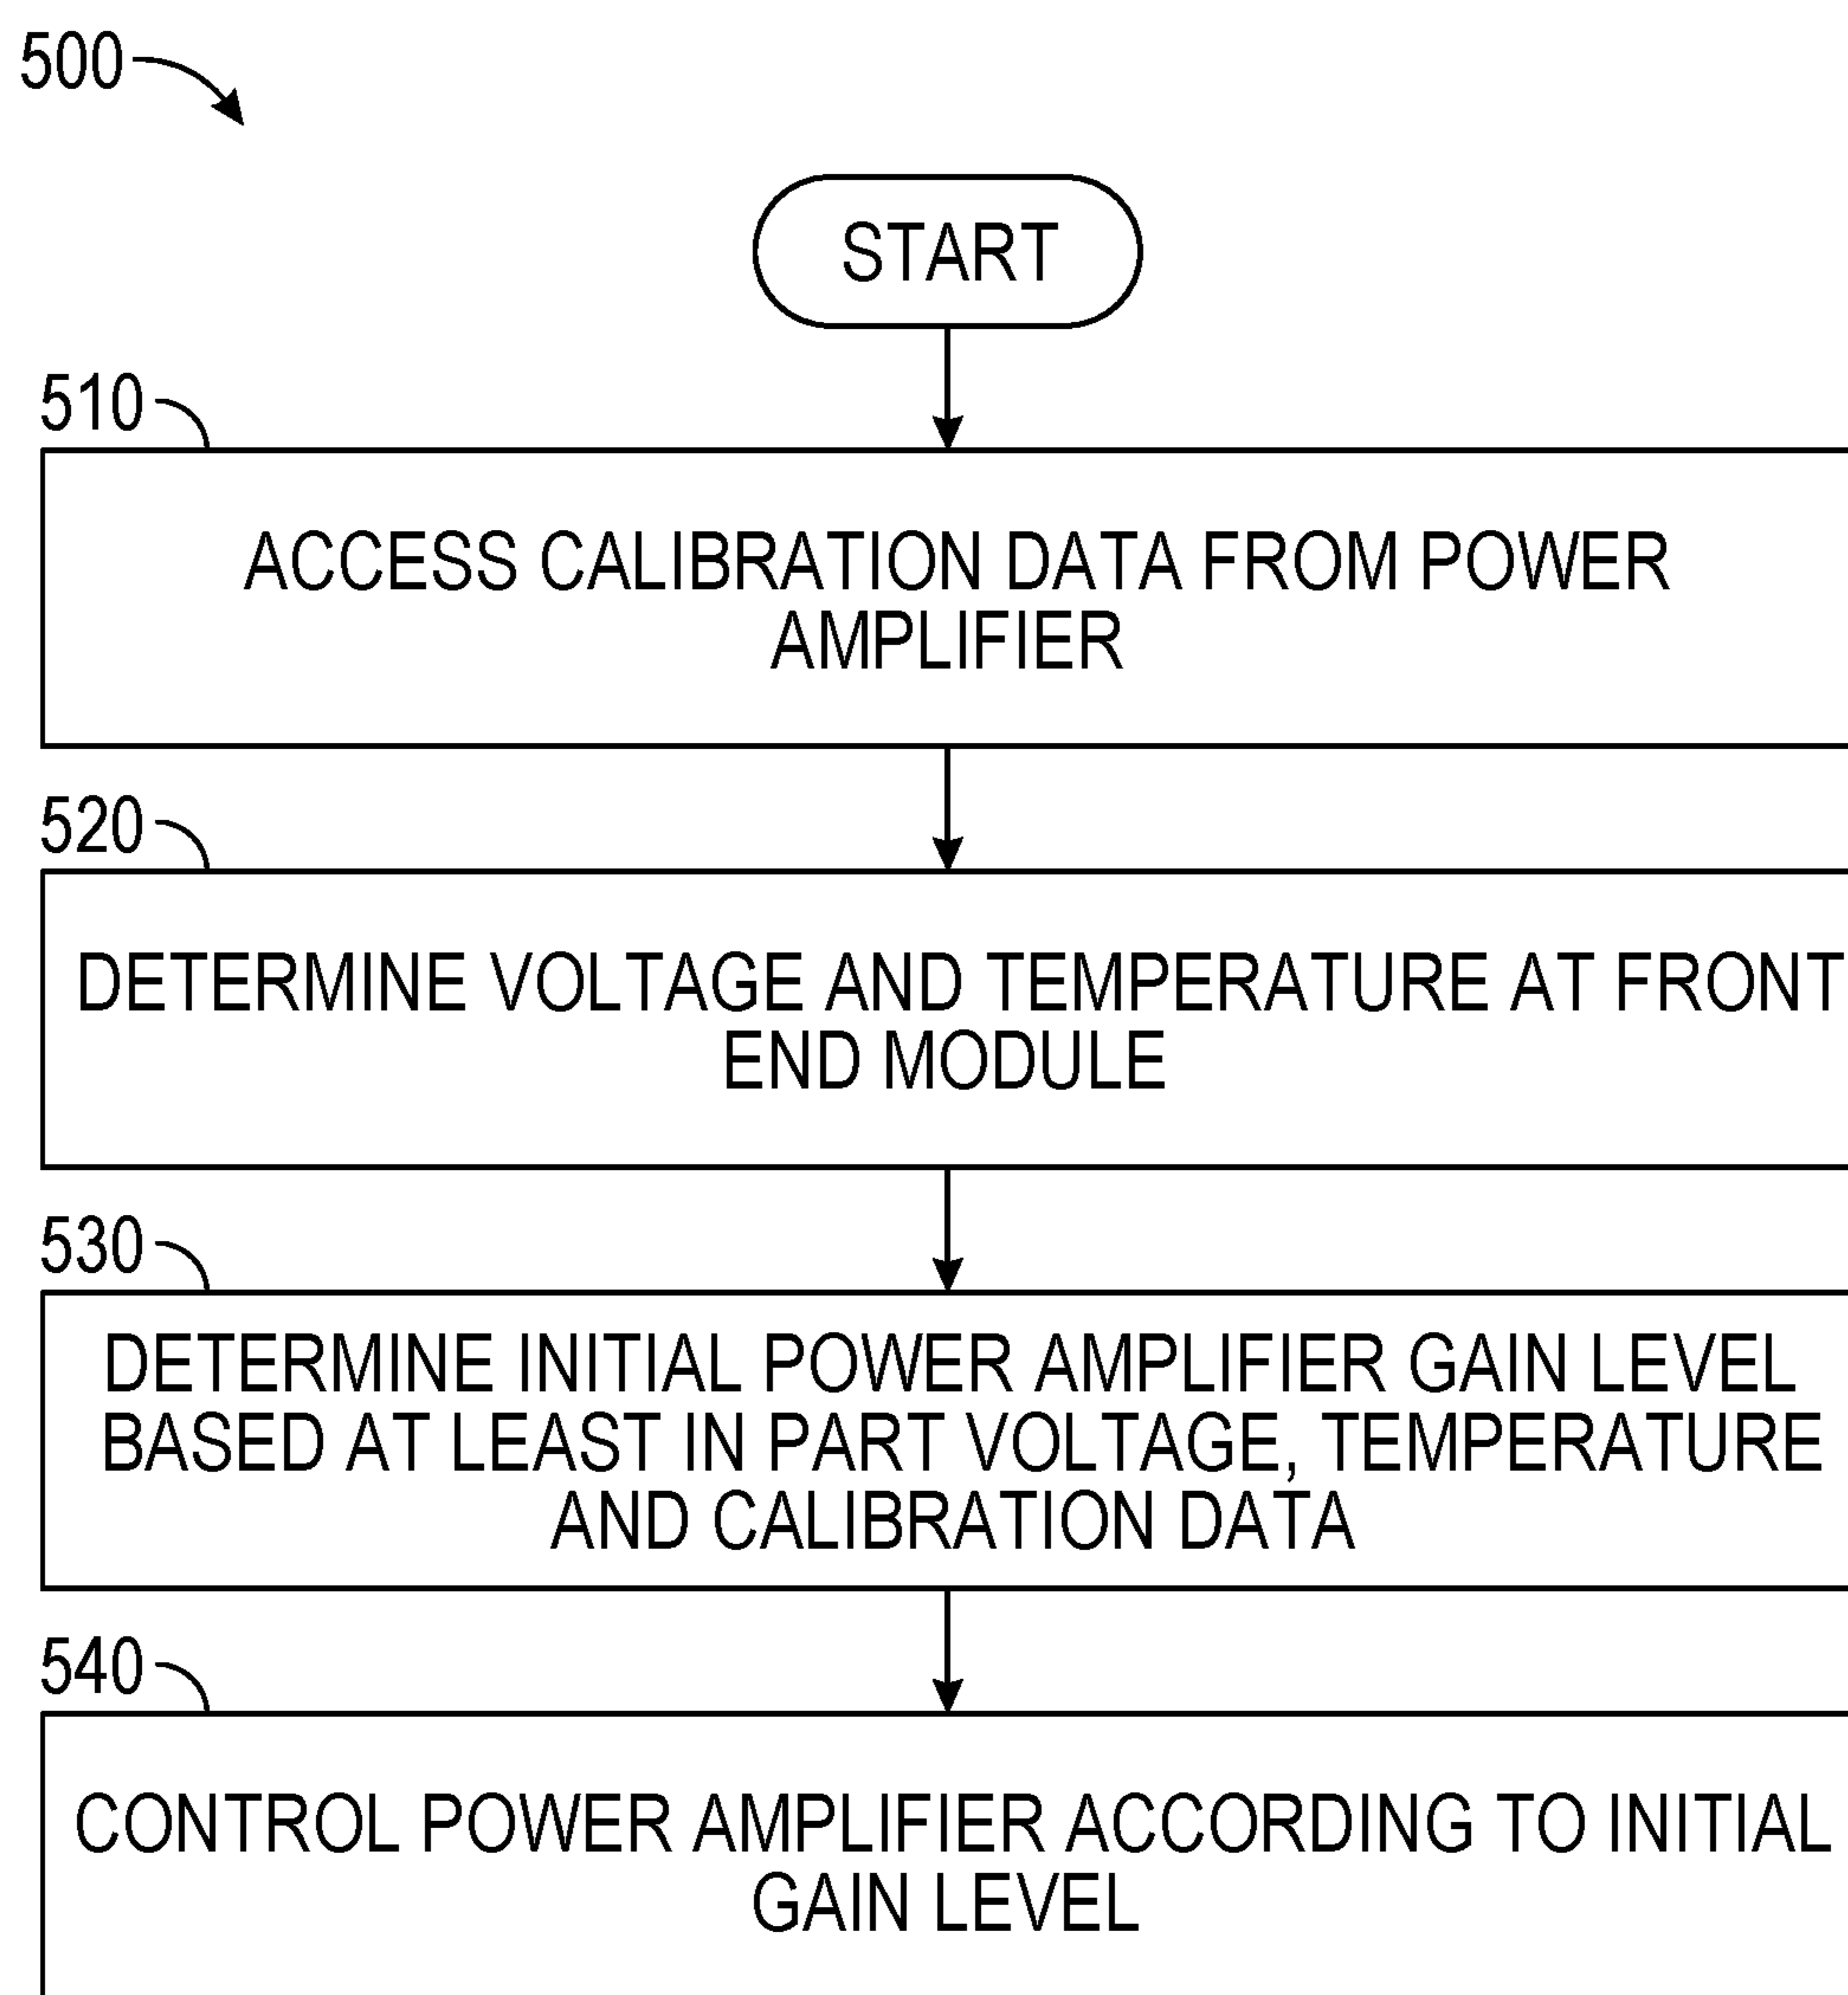 500
START
510
ACCESS CALIBRATION DATA FROM POWER
AMPLIFIER
520
DETERMINE VOLTAGE AND TEMPERATURE AT FRONT
END MODULE
530
DETERMINE INITIAL POWER AMPLIFIER GAIN LEVEL
BASED AT LEAST IN PART VOLTAGE, TEMPERATURE
AND CALIBRATION DATA
540
CONTROL POWER AMPLIFIER ACCORDING TO INITIAL
GAIN LEVEL